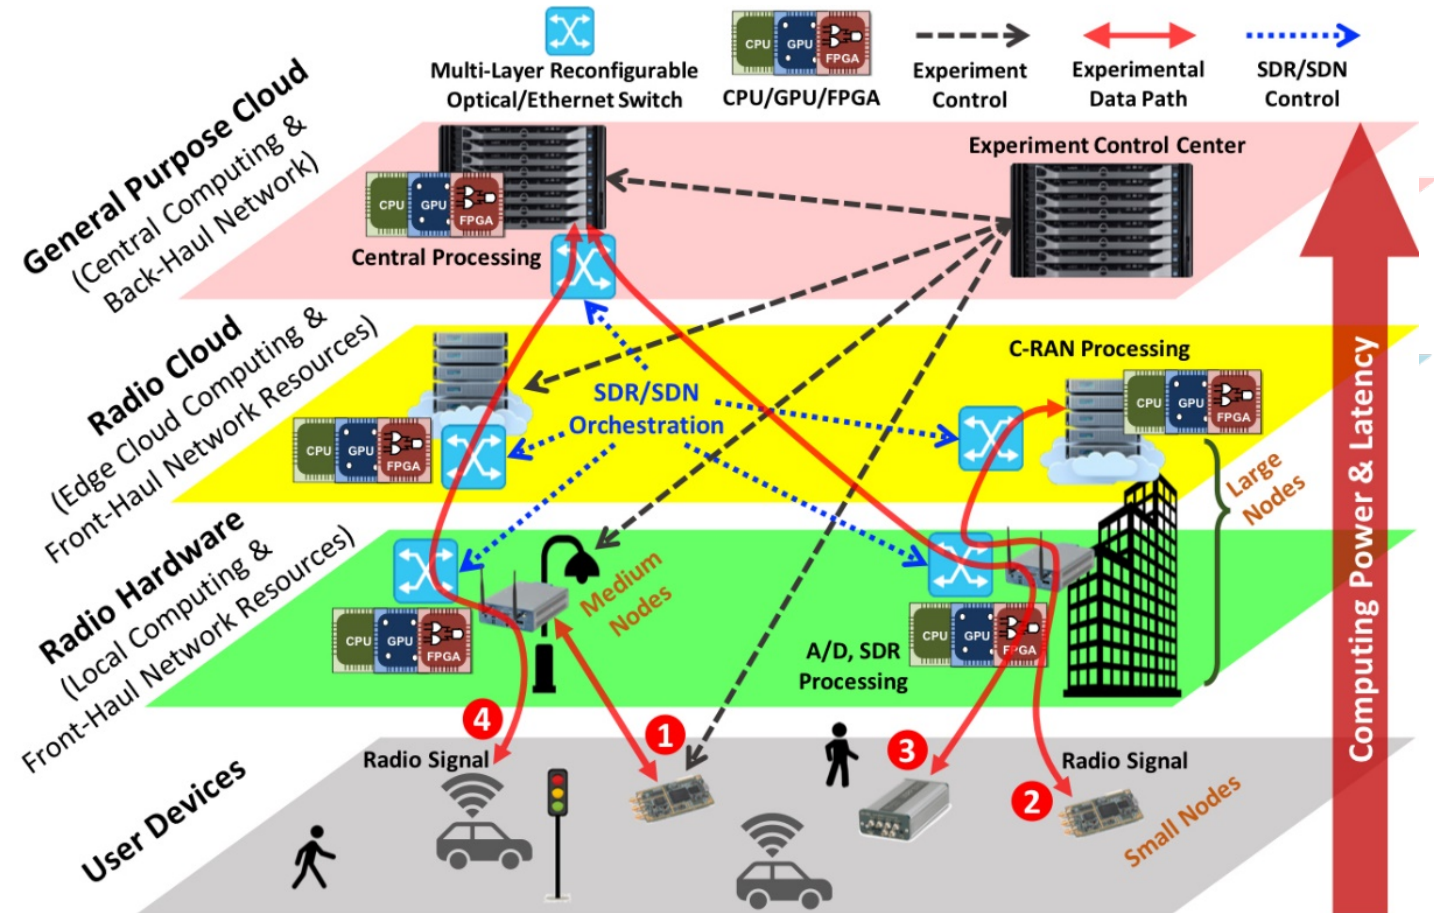 Multi-Layer Reconfigurable
Optical/Ethernet Switch
CPU
GPU
FPGA
CPU/GPU/FPGA
Experiment
Control
Experimental
Data Path
SDR/SDN
Control
General Purpose Cloud
(Central Computing &
Back-Haul Network)
CPU
GPU
FPGA
Central Processing
Experiment Control Center
Radio Cloud
(Edge Cloud Computing &
Front-Haul Network Resources)
CPU
GPU
FPGA
SDR/SDN
Orchestration
C-RAN Processing
CPU
GPU
FPGA
Large
Nodes
Radio Hardware
(Local Computing &
Front-Haul Network Resources)
CPU
GPU
FPGA
Medium
Nodes
A/D, SDR
Processing
CPU
GPU
FPGA
User Devices
4
Radio Signal
1
3
2
Radio Signal
Small Nodes
Computing Power & Latency